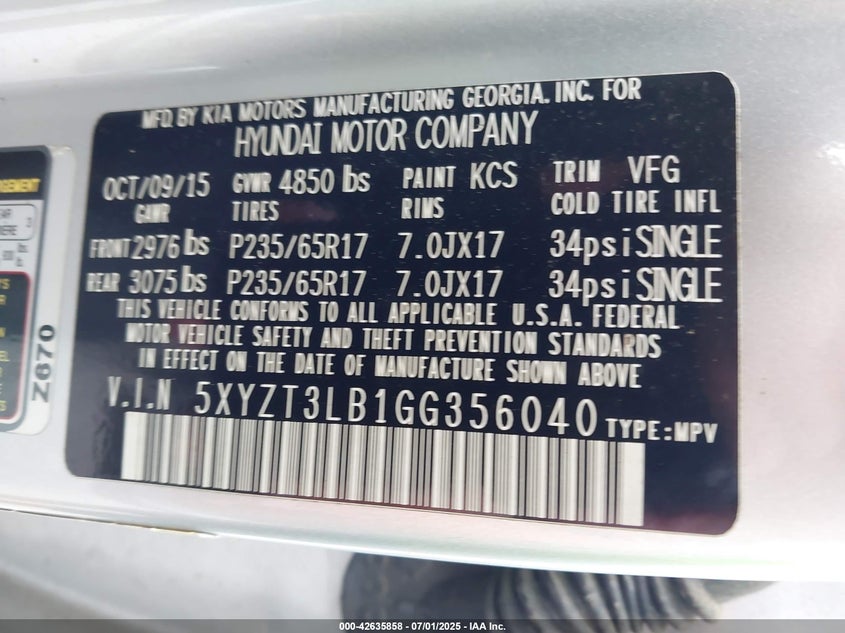 MFD. BY KIA MOTORS MANUFACTURING GEORGIA. INC. FOR
HYUNDAI MOTOR COMPANY
OCT/09/15 GVWR 4850 lbs PAINT KCS TRIM VFG
GAWR TIRES RIMS COLD TIRE INFL
FRONT 2976 lbs P235/65R17 7.0JX17 34psi SINGLE
REAR 3075 lbs P235/65R17 7.0JX17 34psi SINGLE
THIS VEHICLE CONFORMS TO ALL APPLICABLE U.S.A. FEDERAL
MOTOR VEHICLE SAFETY AND THEFT PREVENTION STANDARDS
IN EFFECT ON THE DATE OF MANUFACTURE SHOWN ABOVE
V.I.N 5XYZT3LB1GG356040 TYPE:MPV
Z670
000-42635858 - 07/01/2025 - IAA Inc.